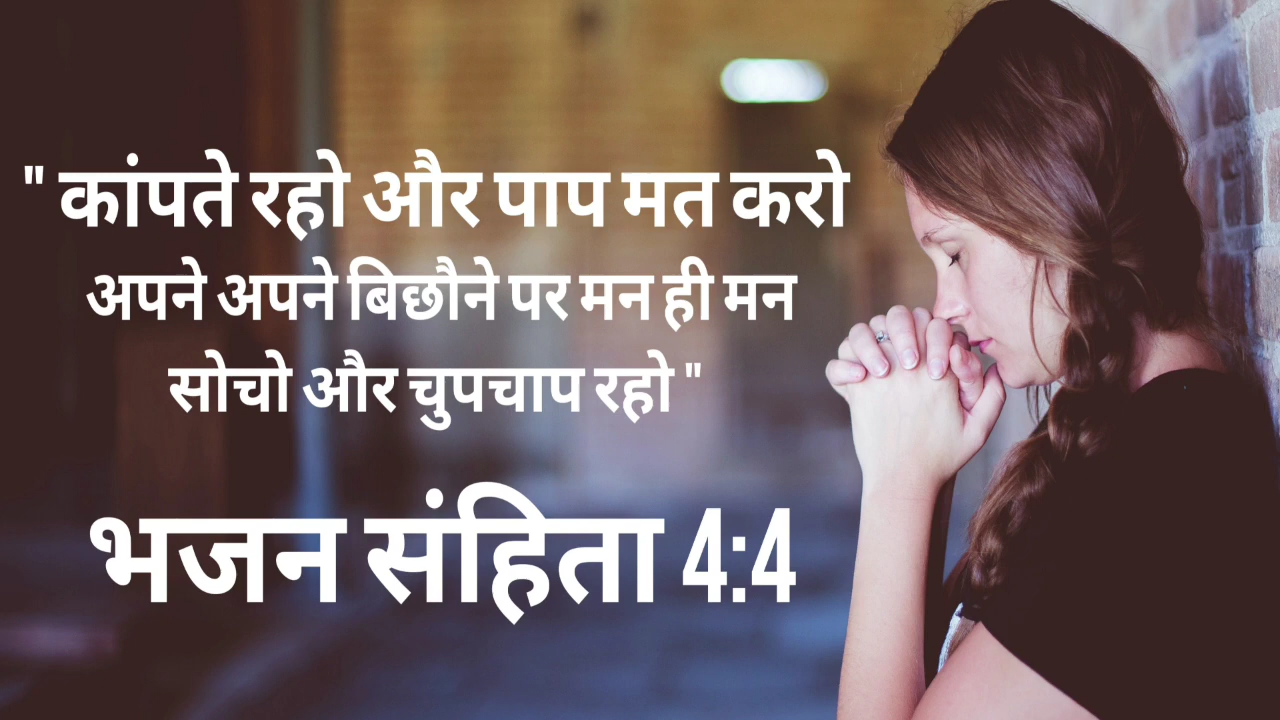 " कांपते रहो और पाप मत करो
अपने अपने बिछौने पर मन ही मन
सोचो और चुपचाप रहो "
भजन संहिता 4:4